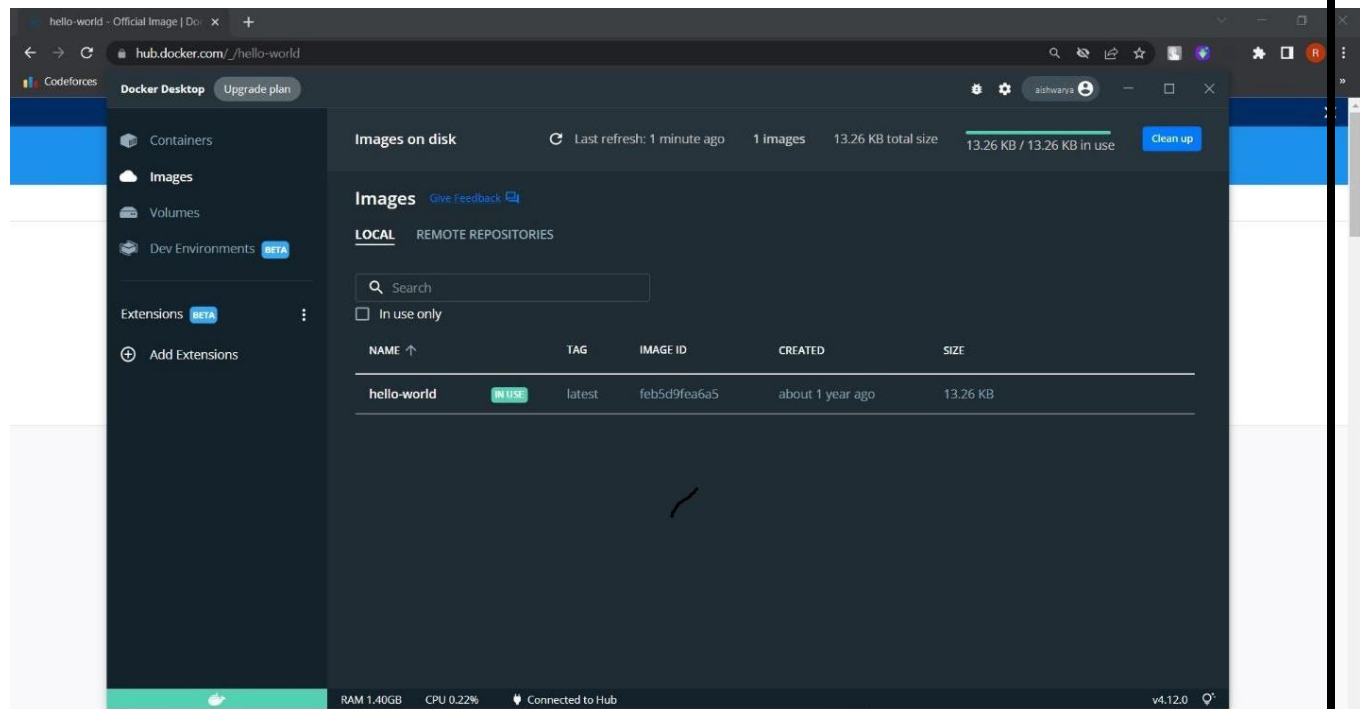 hello-world - Official Image | Do
hub.docker.com/_/hello-world
R
Codeforces
»
Docker Desktop Upgrade plan
aishwarya
Containers
Images
Volumes
Dev Environments BETA
Extensions BETA
Add Extensions
Images on disk Last refresh: 1 minute ago 1 images 13.26 KB total size 13.26 KB / 13.26 KB in use Clean up
Images Give Feedback
LOCAL REMOTE REPOSITORIES
Search
In use only
NAME TAG IMAGE ID CREATED SIZE
hello-world IN USE latest feb5d9fea6a5 about 1 year ago 13.26 KB
RAM 1.40GB CPU 0.22% Connected to Hub v4.12.0